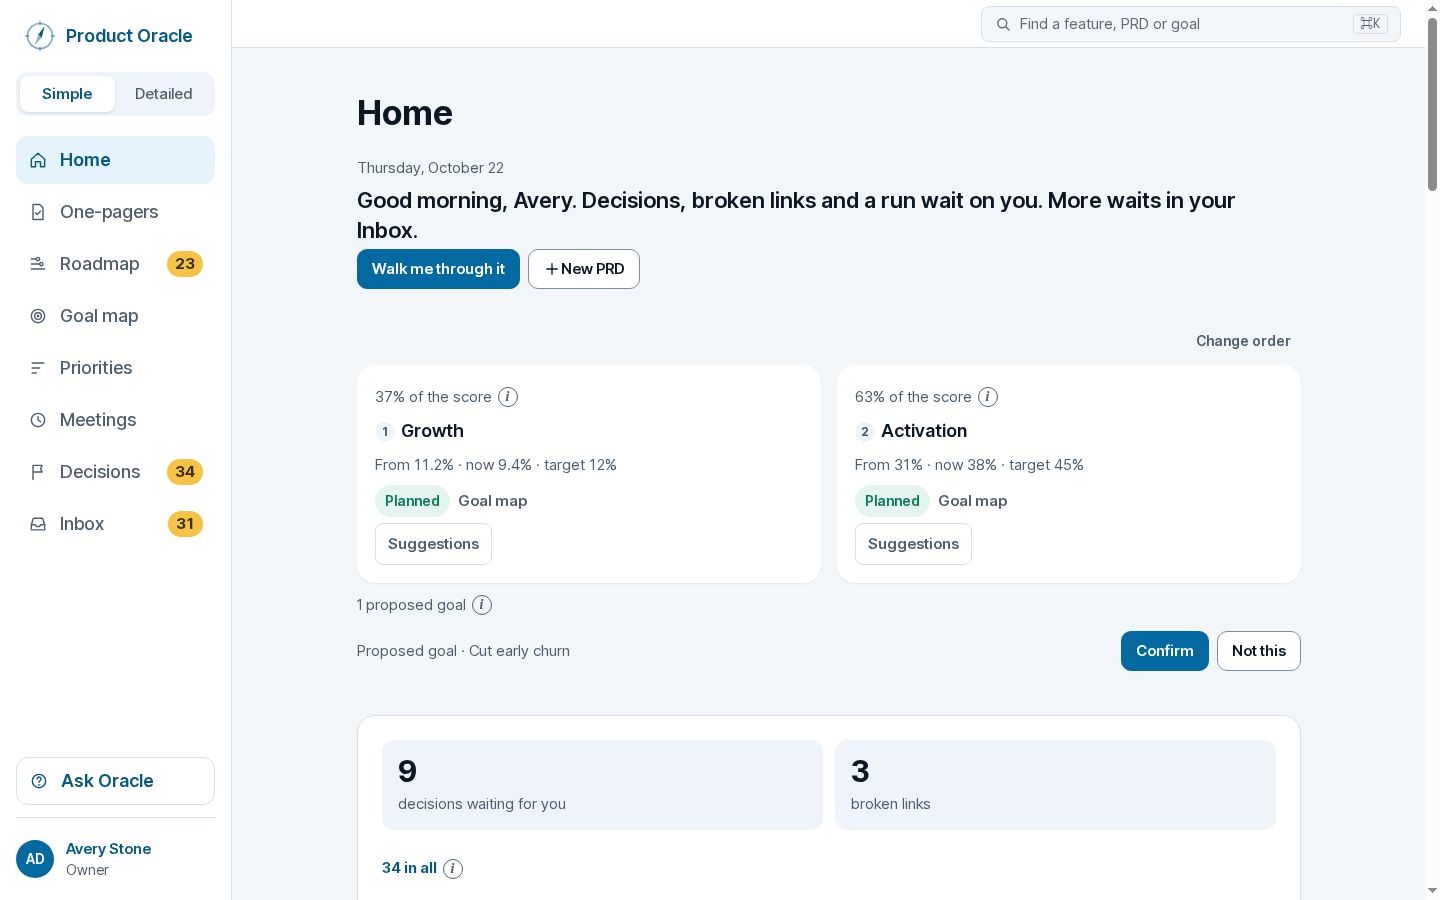 Product Oracle
Find a feature, PRD or goal
⌘K
Simple
Detailed
Home
One-pagers
Roadmap 23
Goal map
Priorities
Meetings
Decisions 34
Inbox 31
Ask Oracle
AD
Avery Stone
Owner
Home
Thursday, October 22
Good morning, Avery. Decisions, broken links and a run wait on you. More waits in your
Inbox.
Walk me through it
New PRD
Change order
37% of the score i
1 Growth
From 11.2% · now 9.4% · target 12%
Planned Goal map
Suggestions
63% of the score i
2 Activation
From 31% · now 38% · target 45%
Planned Goal map
Suggestions
1 proposed goal i
Proposed goal · Cut early churn
Confirm
Not this
9
decisions waiting for you
3
broken links
34 in all i